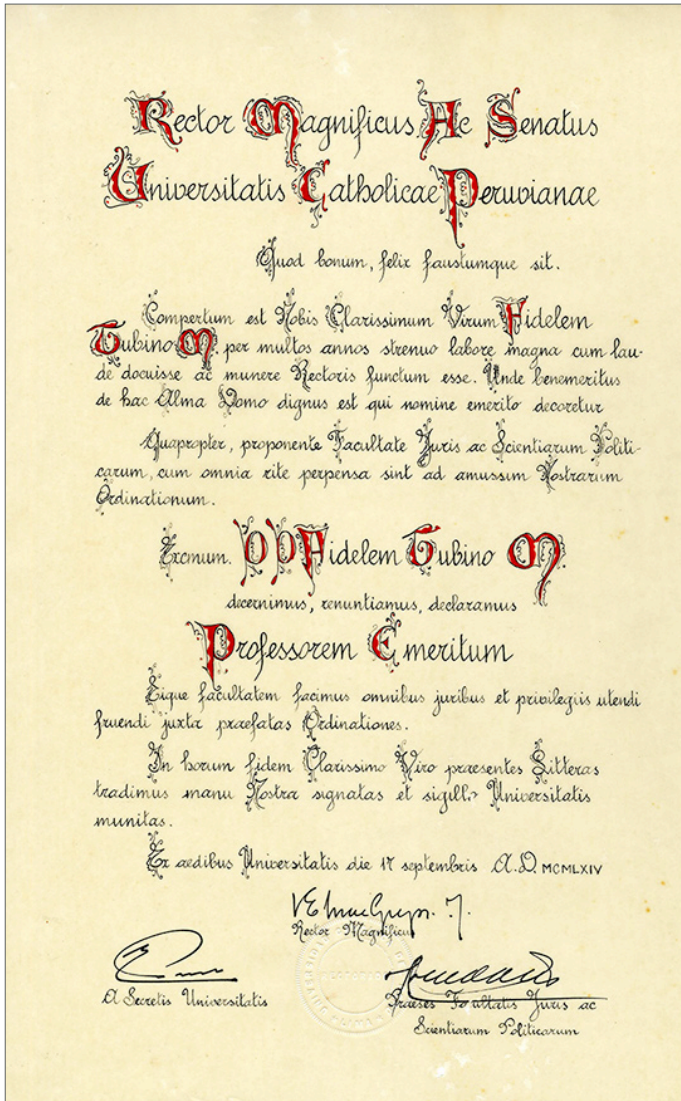 Rector Magnificus Ac Senatus
Universitatis Catholicae Peruvianae
Quod bonum, felix faustumque sit.
Compertum est Nobis Clarissimum Virum Fidelem
Tubino M. per multos annos strenuo labore magna cum lau-
de docuisse ac munere Rectoris functum esse. Unde benemeritus
de hac Alma Domo dignus est qui nomine emerito decoretur
Quapropter, proponente Facultate Juris ac Scientiarum Politi-
carum, cum omnia rite perpensa sint ad amussim Nostrarum
Ordinationum.
Excmum. D D Fidelem Tubino M
decernimus, renuntiamus, declaramus
Professorem Emeritum
Eique facultatem facimus omnibus juribus et privilegiis utendi
fruendi juxta praefatas Ordinationes.
In horum fidem Clarissimo Viro praesentes Litteras
tradimus manu Nostra signatas et sigillo Universitatis
munitas.
Ex aedibus Universitatis die 17 septembris A.D. MCMLXIV
Rector Magnificus
A Secretis Universitatis
Praeses Facultatis Juris ac
Scientiarum Politicarum